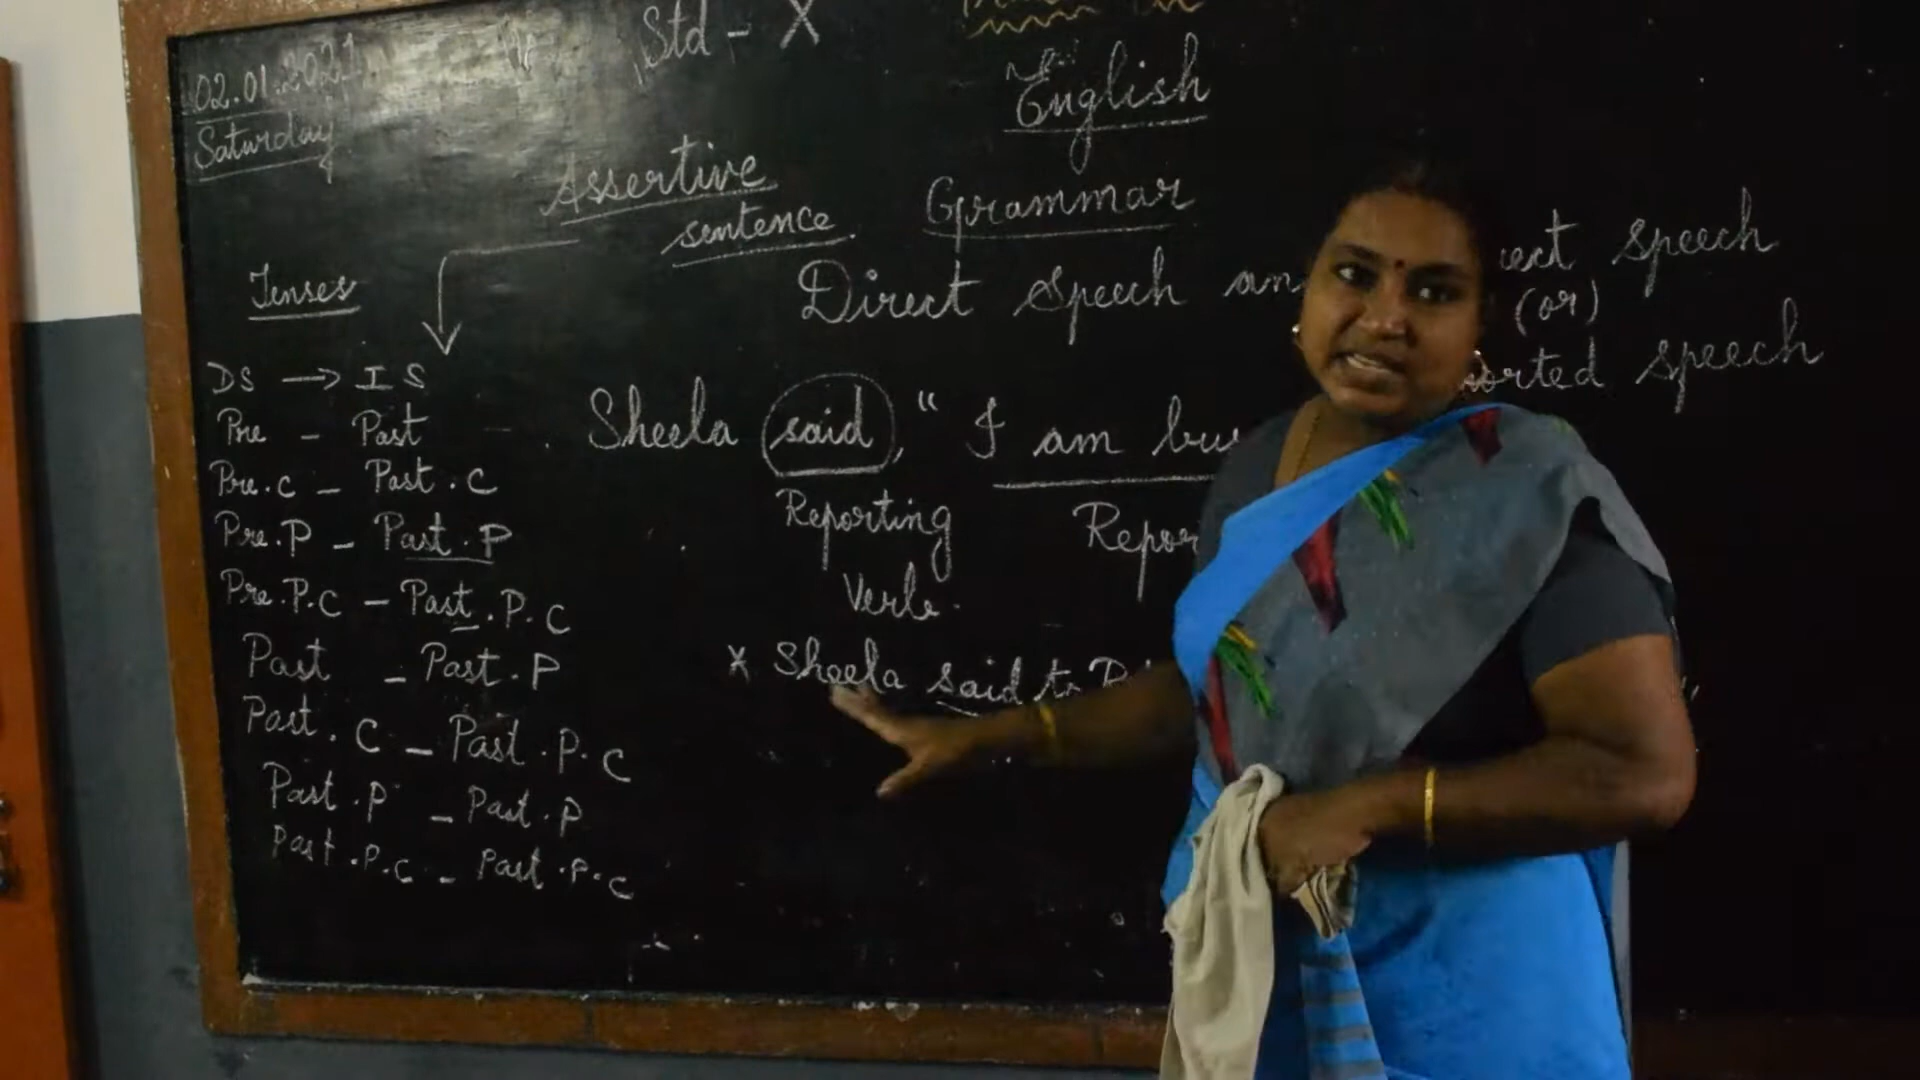 02.01.2021
Saturday
Std - X
English
Grammar
Assertive
sentence.
Direct speech
speech
(or)
speech
Tenses
DS → IS
Pre - Past
Pre.C - Past.C
Pre.P - Past.P
Pre.P.C - Past.P.C
Past - Past.P
Past.C - Past.P.C
Past.P - Past.P
Past.P.C - Past.P.C
Sheela said, " I am
Reporting
Verb.
* Sheela said to